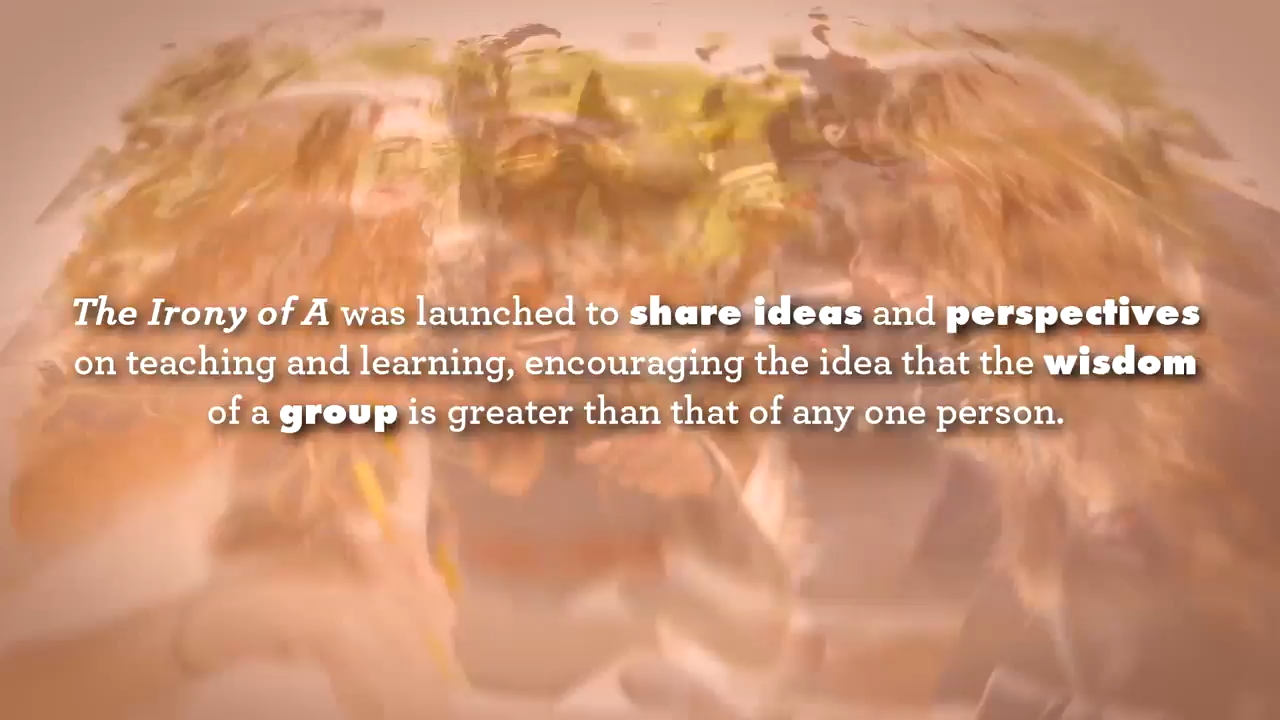 The Irony of A was launched to share ideas and perspectives
on teaching and learning, encouraging the idea that the wisdom
of a group is greater than that of any one person.